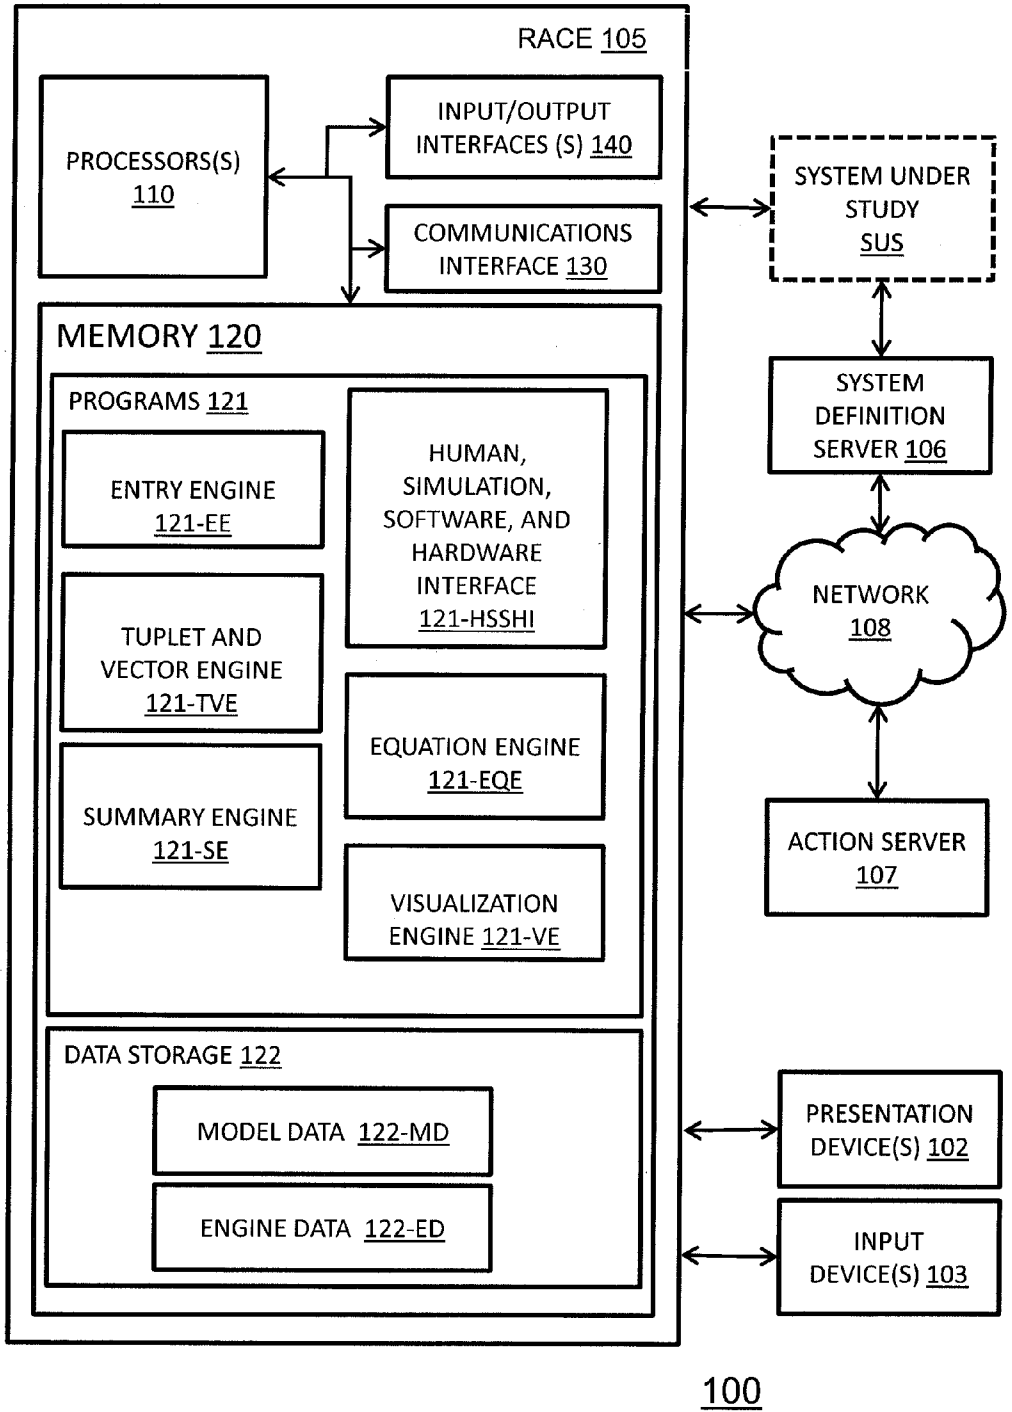 RACE 105
PROCESSORS(S)
110
INPUT/OUTPUT
INTERFACES (S) 140
COMMUNICATIONS
INTERFACE 130
MEMORY 120
PROGRAMS 121
ENTRY ENGINE
121-EE
TUPLET AND
VECTOR ENGINE
121-TVE
SUMMARY ENGINE
121-SE
HUMAN,
SIMULATION,
SOFTWARE, AND
HARDWARE
INTERFACE
121-HSSHI
EQUATION ENGINE
121-EQE
VISUALIZATION
ENGINE 121-VE
DATA STORAGE 122
MODEL DATA 122-MD
ENGINE DATA 122-ED
SYSTEM UNDER
STUDY
SUS
SYSTEM
DEFINITION
SERVER 106
NETWORK
108
ACTION SERVER
107
PRESENTATION
DEVICE(S) 102
INPUT
DEVICE(S) 103
100